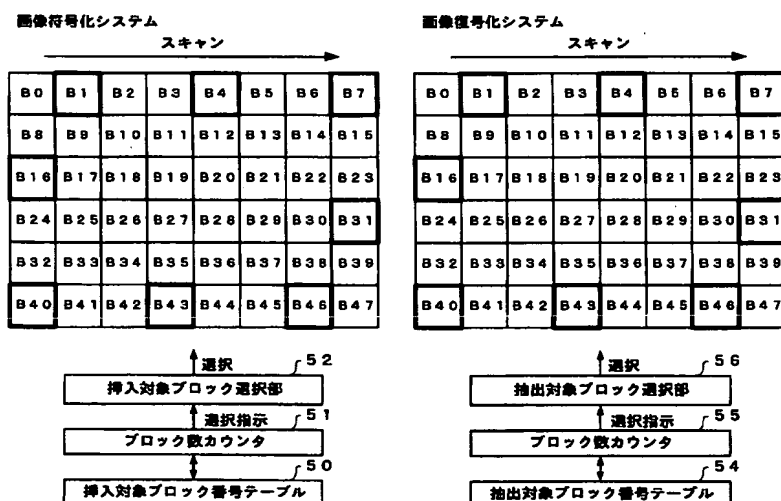 画像符号化システム
スキャン
B0 B1 B2 B3 B4 B5 B6 B7
B8 B9 B10 B11 B12 B13 B14 B15
B16 B17 B18 B19 B20 B21 B22 B23
B24 B25 B26 B27 B28 B29 B30 B31
B32 B33 B34 B35 B36 B37 B38 B39
B40 B41 B42 B43 B44 B45 B46 B47
選択
52
挿入対象ブロック選択部
選択指示
51
ブロック数カウンタ
50
挿入対象ブロック番号テーブル
画像復号化システム
スキャン
B0 B1 B2 B3 B4 B5 B6 B7
B8 B9 B10 B11 B12 B13 B14 B15
B16 B17 B18 B19 B20 B21 B22 B23
B24 B25 B26 B27 B28 B29 B30 B31
B32 B33 B34 B35 B36 B37 B38 B39
B40 B41 B42 B43 B44 B45 B46 B47
選択
56
抽出対象ブロック選択部
選択指示
55
ブロック数カウンタ
54
抽出対象ブロック番号テーブル